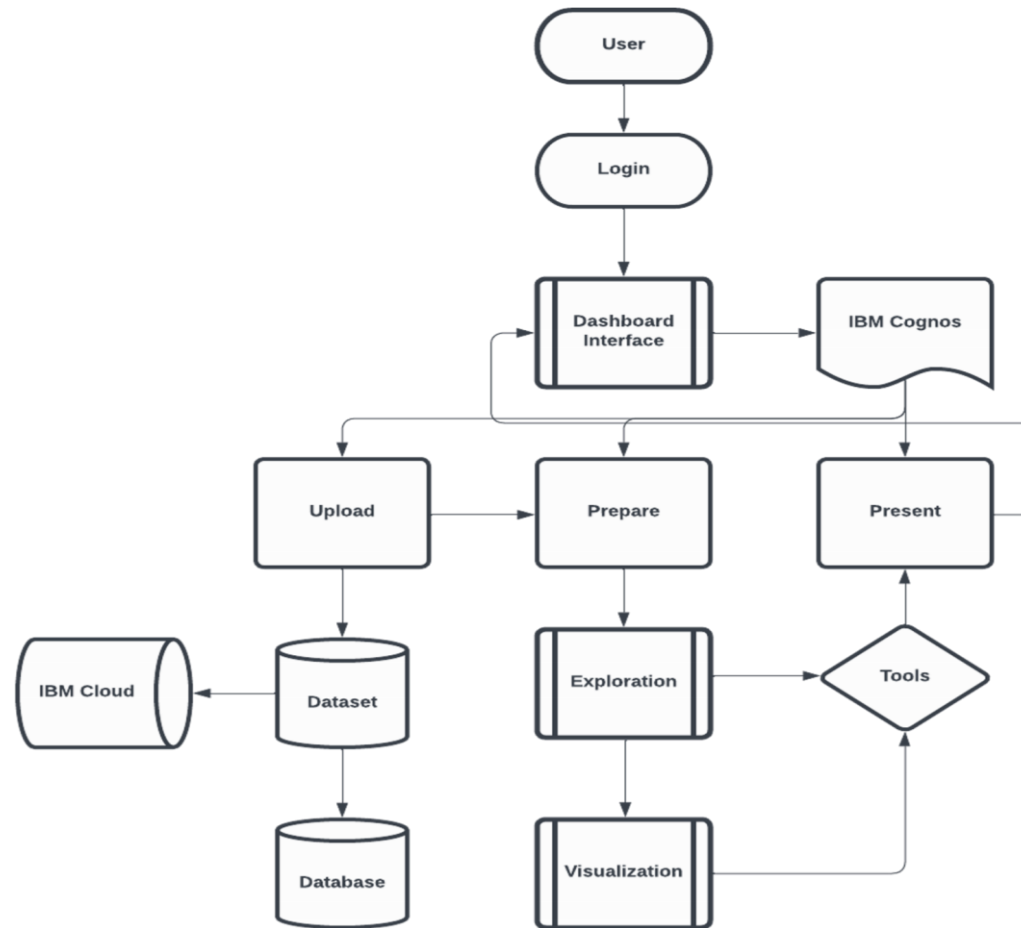 User
Login
Dashboard
Interface
IBM Cognos
Upload
Prepare
Present
IBM Cloud
Dataset
Exploration
Tools
Database
Visualization